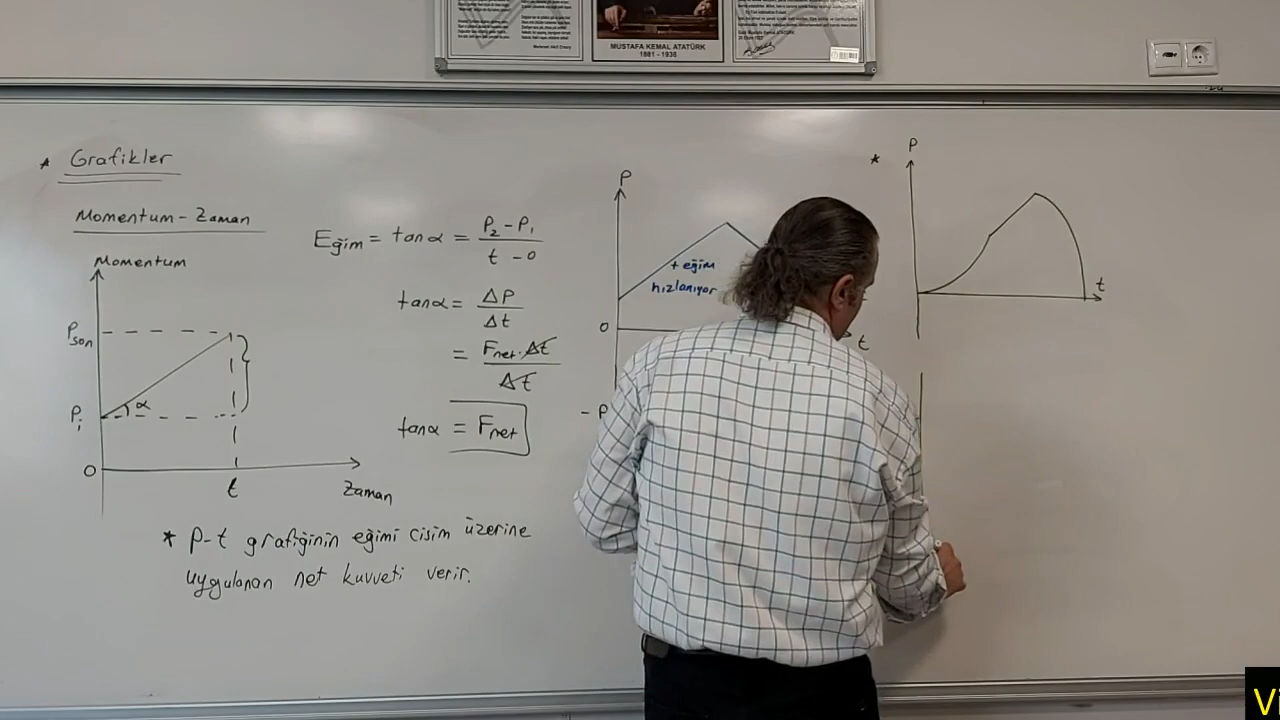 MUSTAFA KEMAL ATATÜRK
1881 - 1938
* Grafikler
Momentum - Zaman
Momentum
Pson
Pi
α
0
t
Zaman
Eğim = tanα = P2 - P1 / t - 0
tanα = ΔP / Δt
= Fnet . Δt / Δt
tanα = Fnet
* P-t grafiğinin eğimi cisim üzerine
uygulanan net kuvveti verir.
P
+ eğim
hızlanıyor
0
t
- P
*
P
t